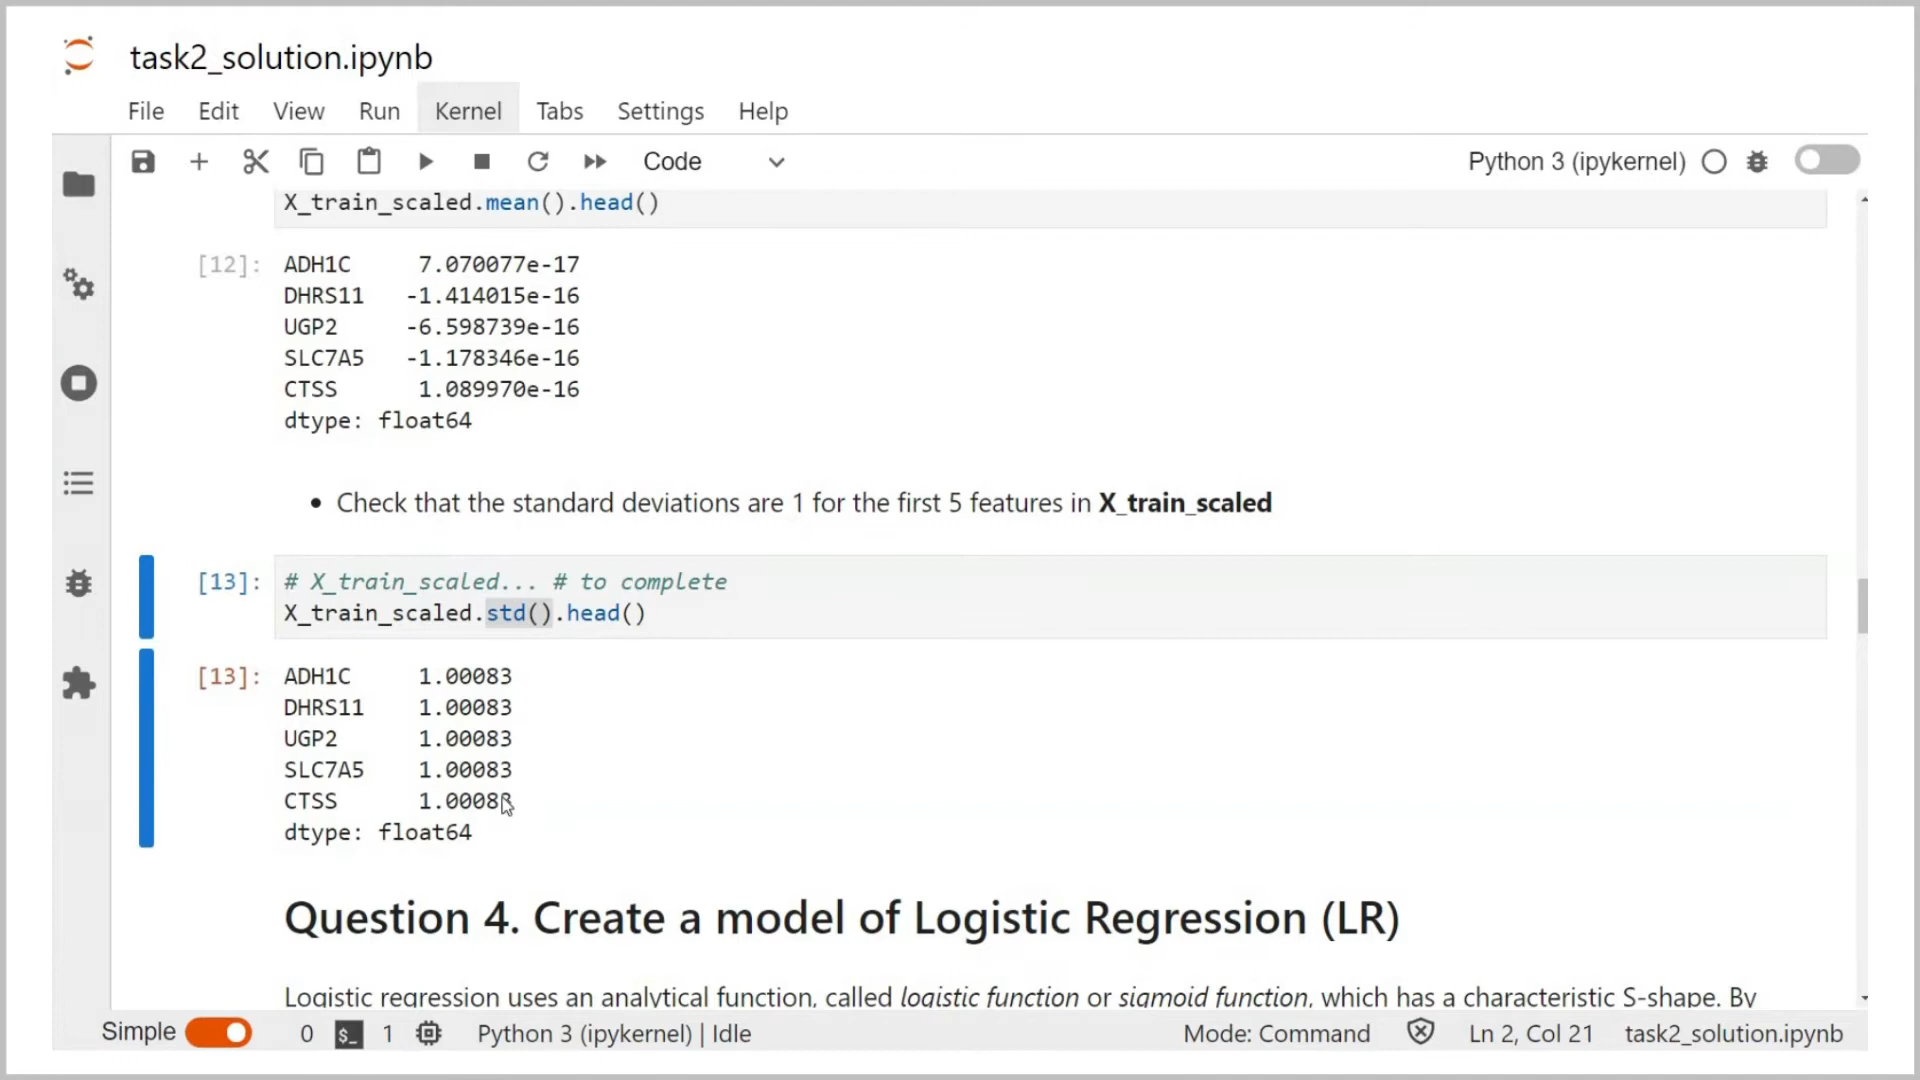 task2_solution.ipynb
File Edit View Run Kernel Tabs Settings Help
Code Python 3 (ipykernel)
X_train_scaled.mean().head()
[12]: ADH1C 7.070077e-17
DHRS11 -1.414015e-16
UGP2 -6.598739e-16
SLC7A5 -1.178346e-16
CTSS 1.089970e-16
dtype: float64
• Check that the standard deviations are 1 for the first 5 features in X_train_scaled
[13]: # X_train_scaled... # to complete
X_train_scaled.std().head()
[13]: ADH1C 1.00083
DHRS11 1.00083
UGP2 1.00083
SLC7A5 1.00083
CTSS 1.00083
dtype: float64
Question 4. Create a model of Logistic Regression (LR)
Logistic regression uses an analytical function, called logistic function or sigmoid function, which has a characteristic S-shape. By
Simple 0 $_ 1 Python 3 (ipykernel) | Idle Mode: Command Ln 2, Col 21 task2_solution.ipynb